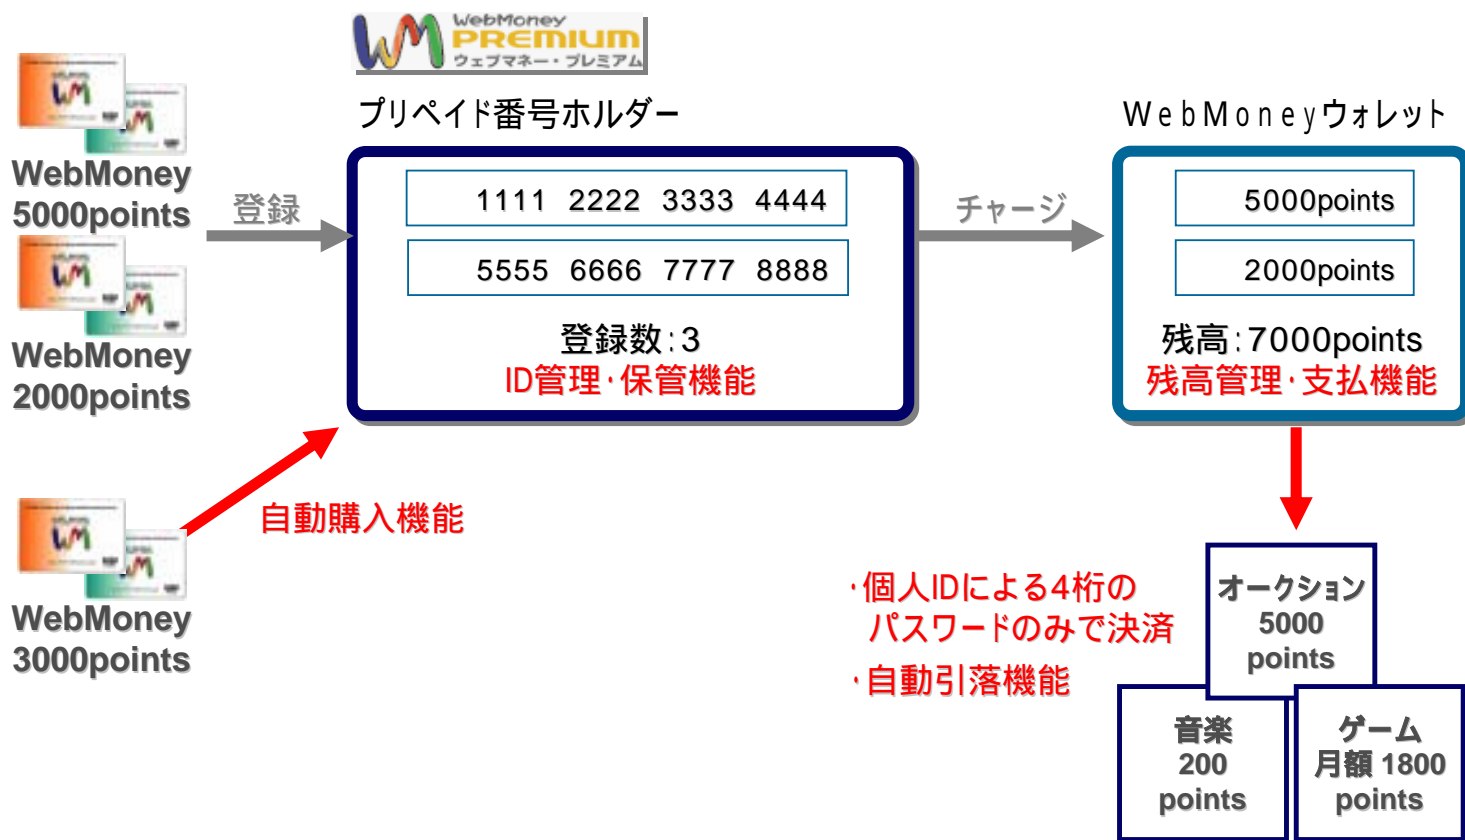 WebMoney
PREMIUM
ウェブマネー・プレミアム
WebMoney
5000points
WebMoney
2000points
登録
プリペイド番号ホルダー
1111 2222 3333 4444
5555 6666 7777 8888
登録数:3
ID管理・保管機能
チャージ
WebMoneyウォレット
5000points
2000points
残高:7000points
残高管理・支払機能
WebMoney
3000points
自動購入機能
・個人IDによる4桁の
パスワードのみで決済
・自動引落機能
オークション
5000
points
音楽
200
points
ゲーム
月額 1800
points